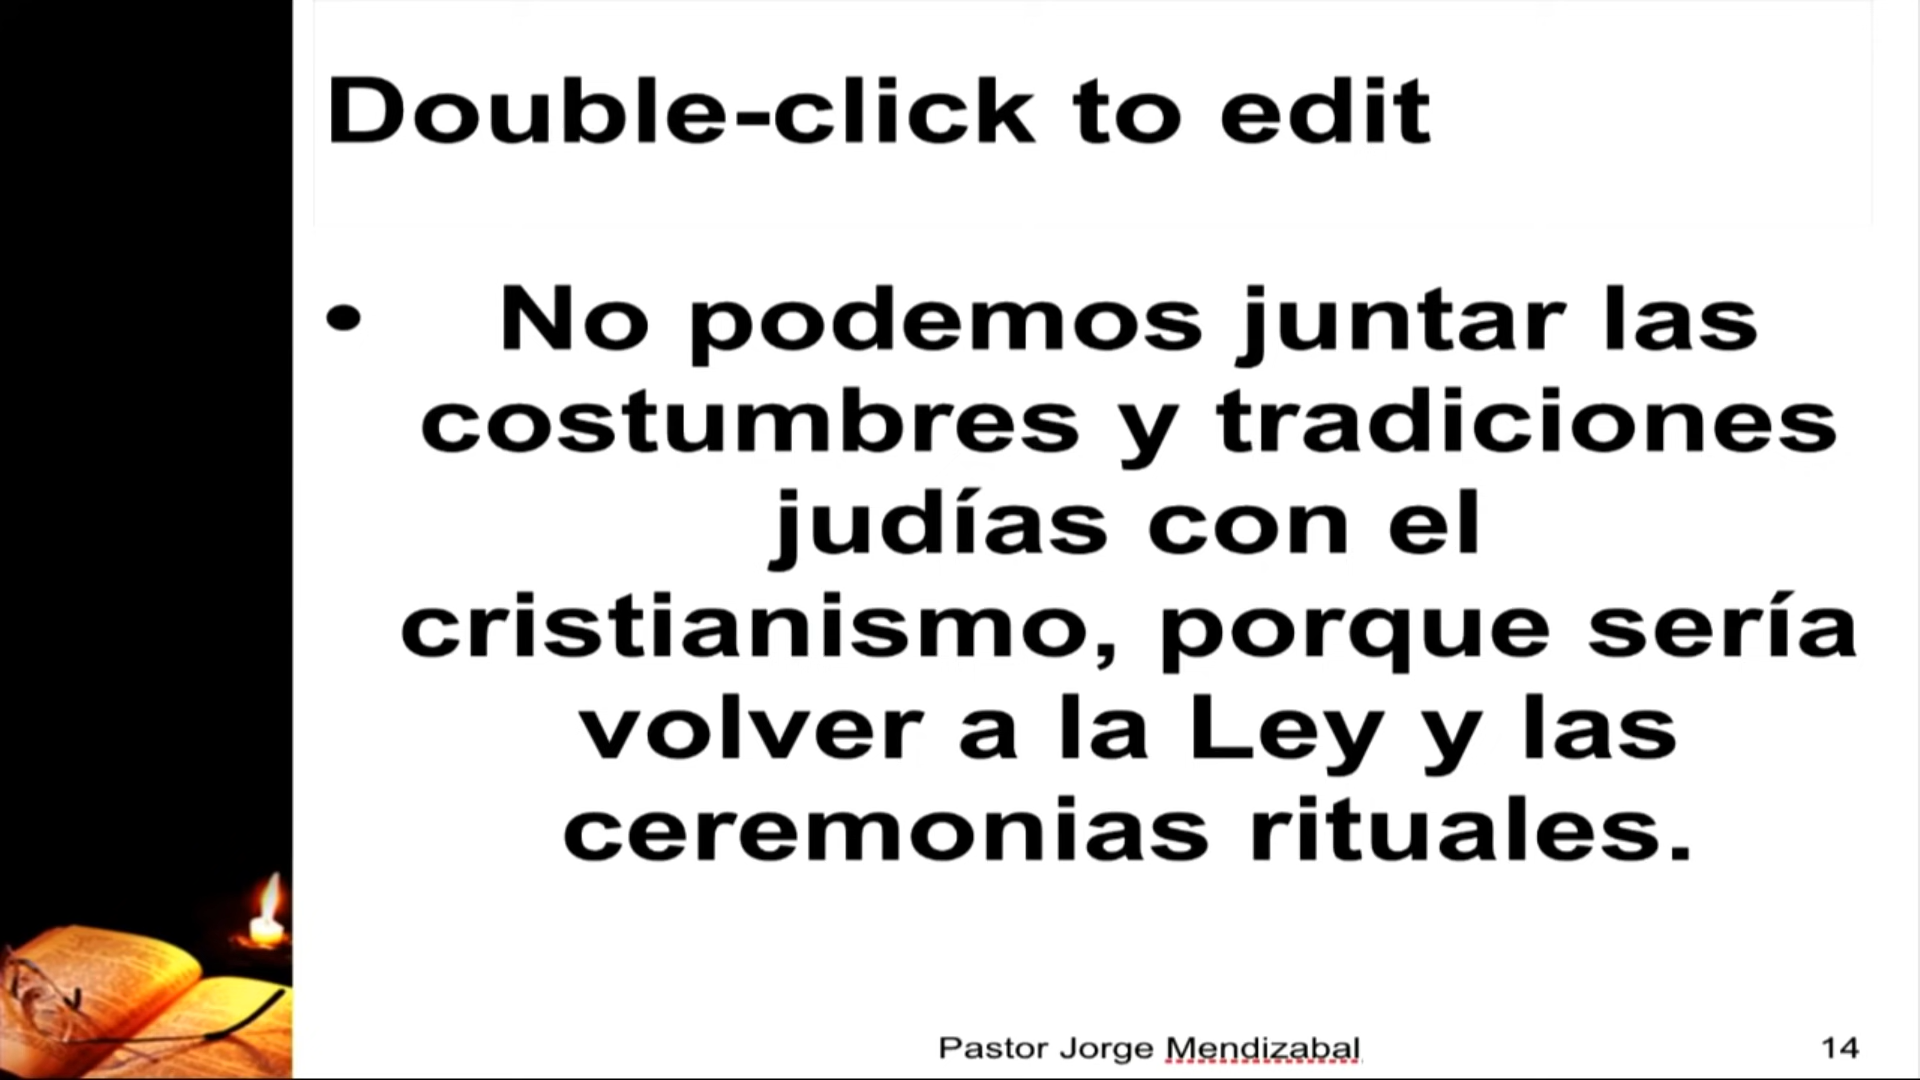 Double-click to edit
• No podemos juntar las
costumbres y tradiciones
judías con el
cristianismo, porque sería
volver a la Ley y las
ceremonias rituales.
Pastor Jorge Mendizabal
14